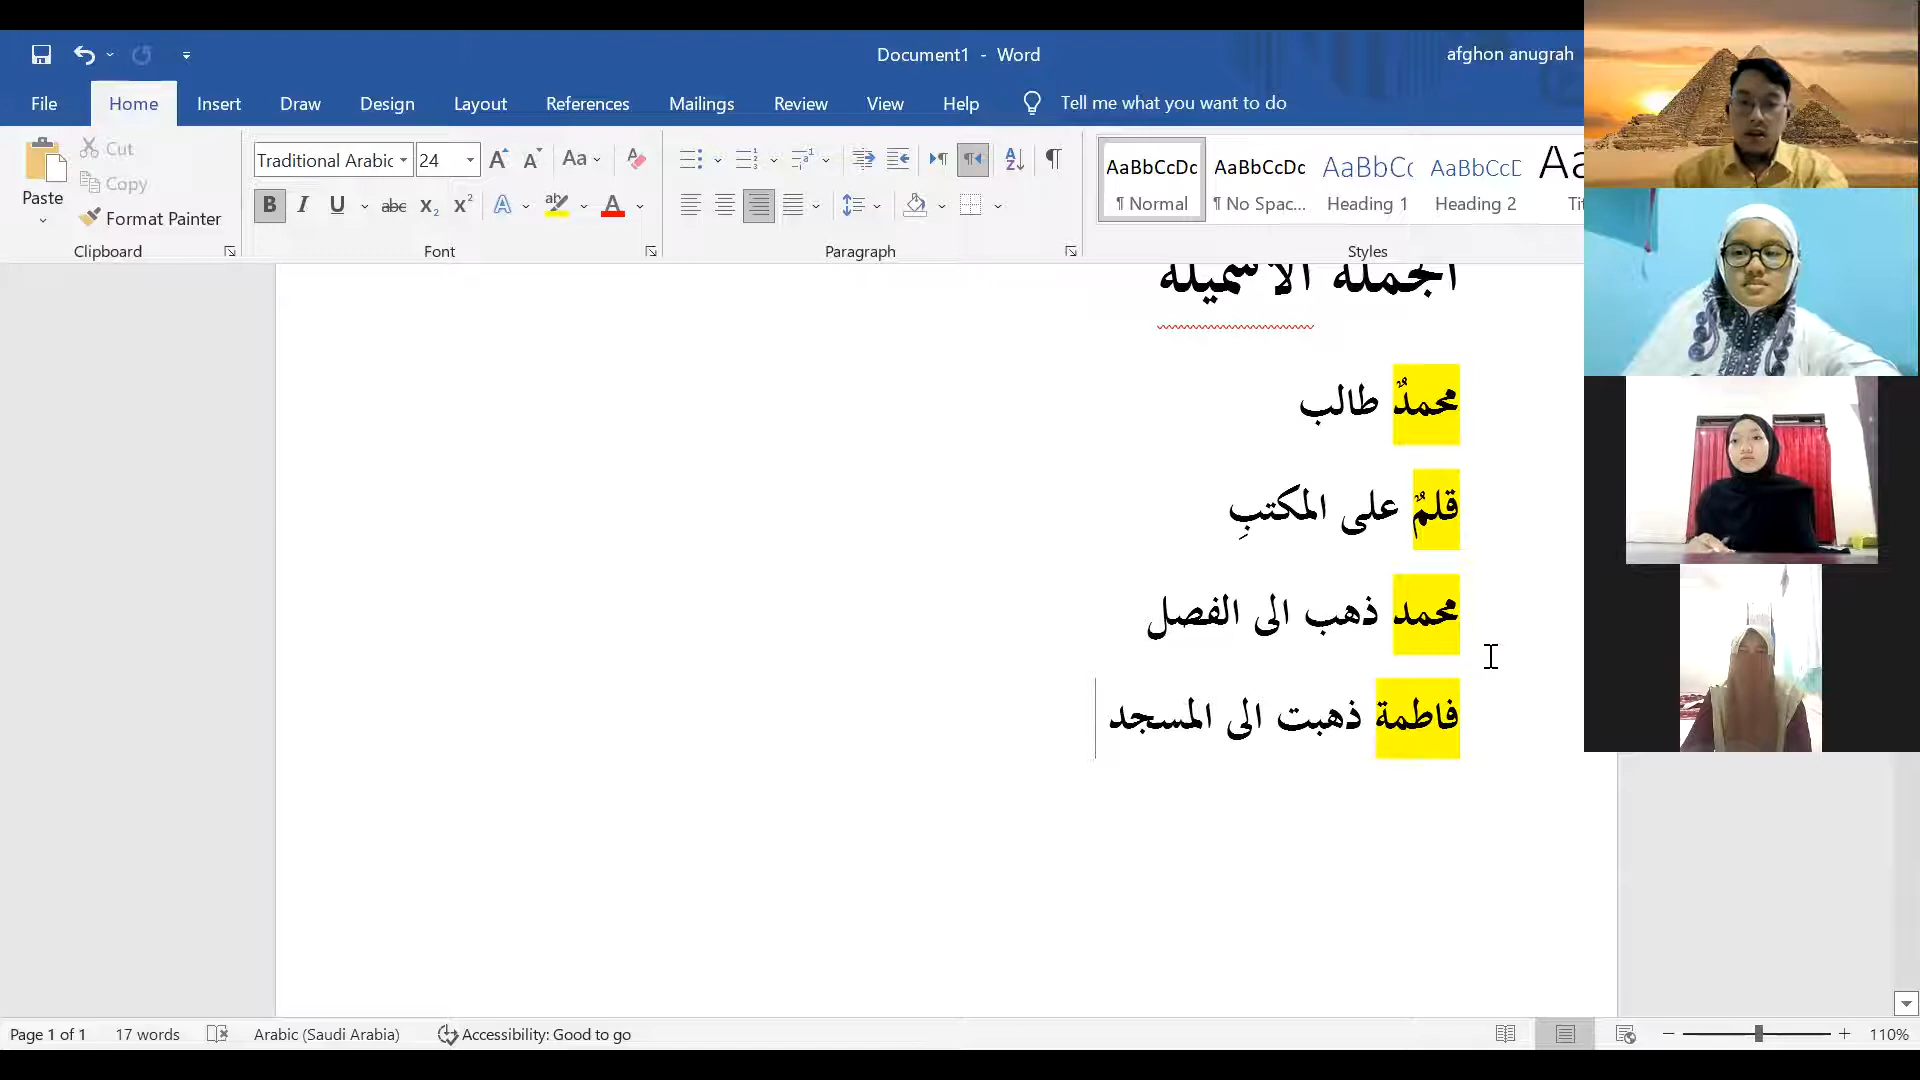 Document1 - Word
afghon anugrah
File Home Insert Draw Design Layout References Mailings Review View Help Tell me what you want to do
Paste
Cut
Copy
Format Painter
Clipboard
Traditional Arabic 24
Font
Paragraph
AaBbCcDc AaBbCcDc AaBbCc AaBbCcD Aa
¶ Normal ¶ No Spac... Heading 1 Heading 2
Styles
الجملة الاسميلة
محمدٌ طالب
قلمٌ على المكتبِ
محمد ذهب الى الفصل
فاطمة ذهبت الى المسجد
Page 1 of 1 17 words Arabic (Saudi Arabia) Accessibility: Good to go 110%